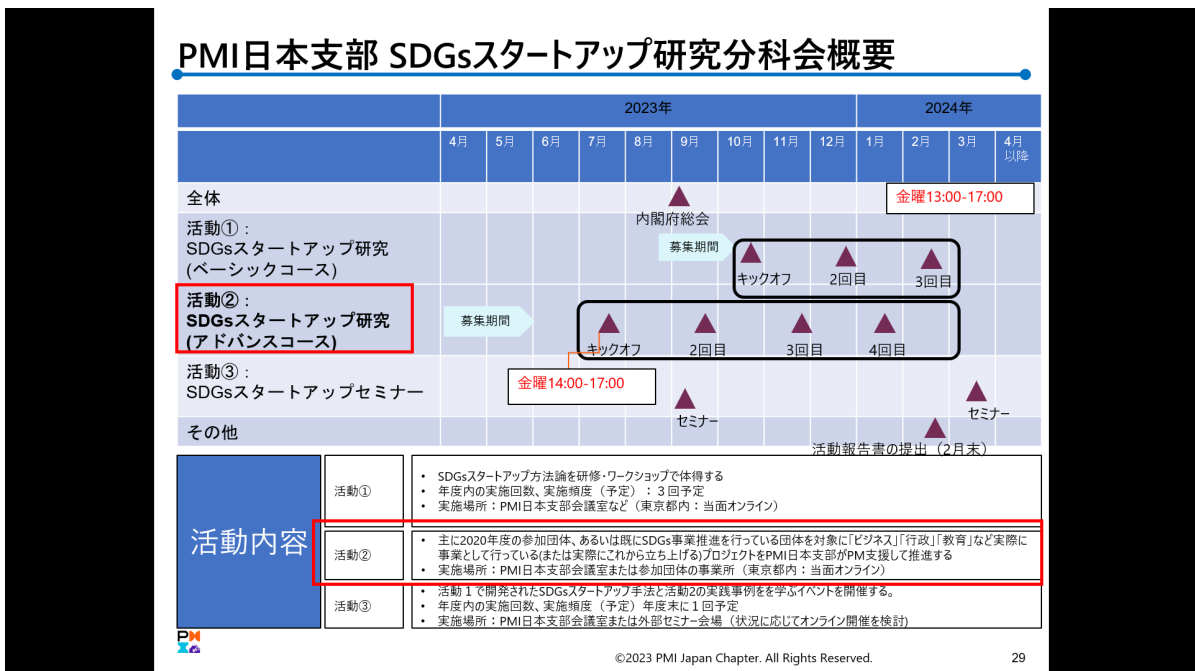 PMI日本支部 SDGsスタートアップ研究分科会概要
2023年 2024年
4月 5月 6月 7月 8月 9月 10月 11月 12月 1月 2月 3月 4月
以降
全体
金曜13:00-17:00
内閣府総会
活動①：
SDGsスタートアップ研究
(ベーシックコース)
募集期間
キックオフ 2回目 3回目
活動②：
SDGsスタートアップ研究
(アドバンスコース)
募集期間
キックオフ 2回目 3回目 4回目
金曜14:00-17:00
活動③：
SDGsスタートアップセミナー
セミナー セミナー
その他
活動報告書の提出（2月末）
活動内容
活動①
• SDGsスタートアップ方法論を研修・ワークショップで体得する
• 年度内の実施回数、実施頻度（予定）：３回予定
• 実施場所：PMI日本支部会議室など（東京都内：当面オンライン）
活動②
• 主に2020年度の参加団体、あるいは既にSDGs事業推進を行っている団体を対象に「ビジネス」「行政」「教育」など実際に
事業として行っている(または実際にこれから立ち上げる)プロジェクトをPMI日本支部がPM支援して推進する
• 実施場所：PMI日本支部会議室または参加団体の事業所（東京都内：当面オンライン）
活動③
• 活動１で開発されたSDGsスタートアップ手法と活動2の実践事例をを学ぶイベントを開催する。
• 年度内の実施回数、実施頻度（予定）年度末に１回予定
• 実施場所：PMI日本支部会議室または外部セミナー会場（状況に応じてオンライン開催を検討)
PM
©2023 PMI Japan Chapter. All Rights Reserved.
29